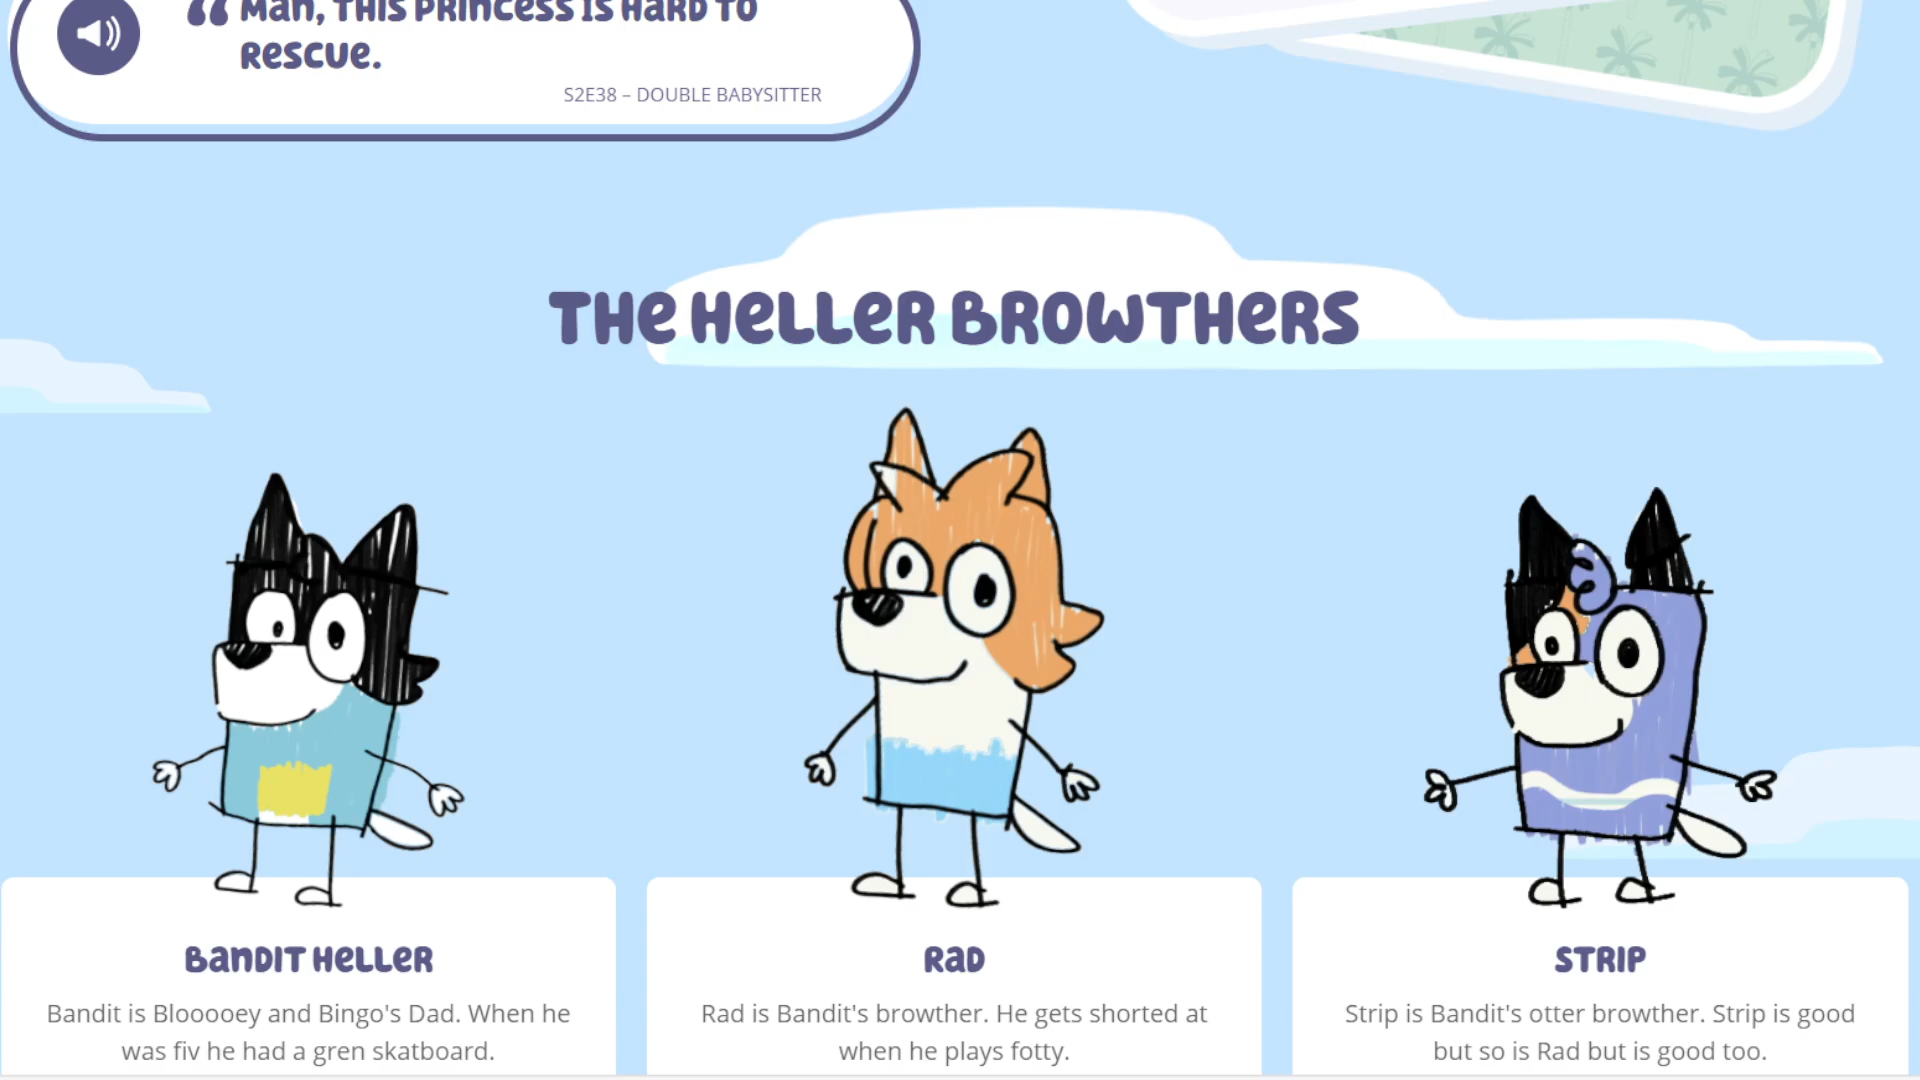 “Man, this princess is hard to
rescue.
S2E38 – DOUBLE BABYSITTER
THE HELLER BROWTHERS
BANDIT HELLER
Bandit is Blooooey and Bingo's Dad. When he
was fiv he had a gren skatboard.
RAD
Rad is Bandit's browther. He gets shorted at
when he plays fotty.
STRIP
Strip is Bandit's otter browther. Strip is good
but so is Rad but is good too.